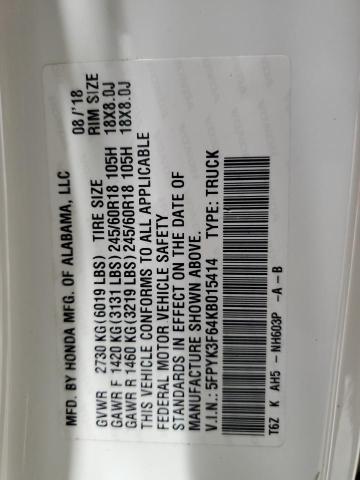 MFD. BY HONDA MFG. OF ALABAMA, LLC 08/'18
TIRE SIZE RIM SIZE
GVWR 2730 KG(6019 LBS)
GAWR F 1420 KG(3131 LBS)245/60R18 105H 18X8.0J
GAWR R 1460 KG(3219 LBS)245/60R18 105H 18X8.0J
THIS VEHICLE CONFORMS TO ALL APPLICABLE
FEDERAL MOTOR VEHICLE SAFETY
STANDARDS IN EFFECT ON THE DATE OF
MANUFACTURE SHOWN ABOVE.
V.I.N.: 5FPYK3F64KB015414 TYPE: TRUCK
T6Z K AH5 - NH603P -A-B